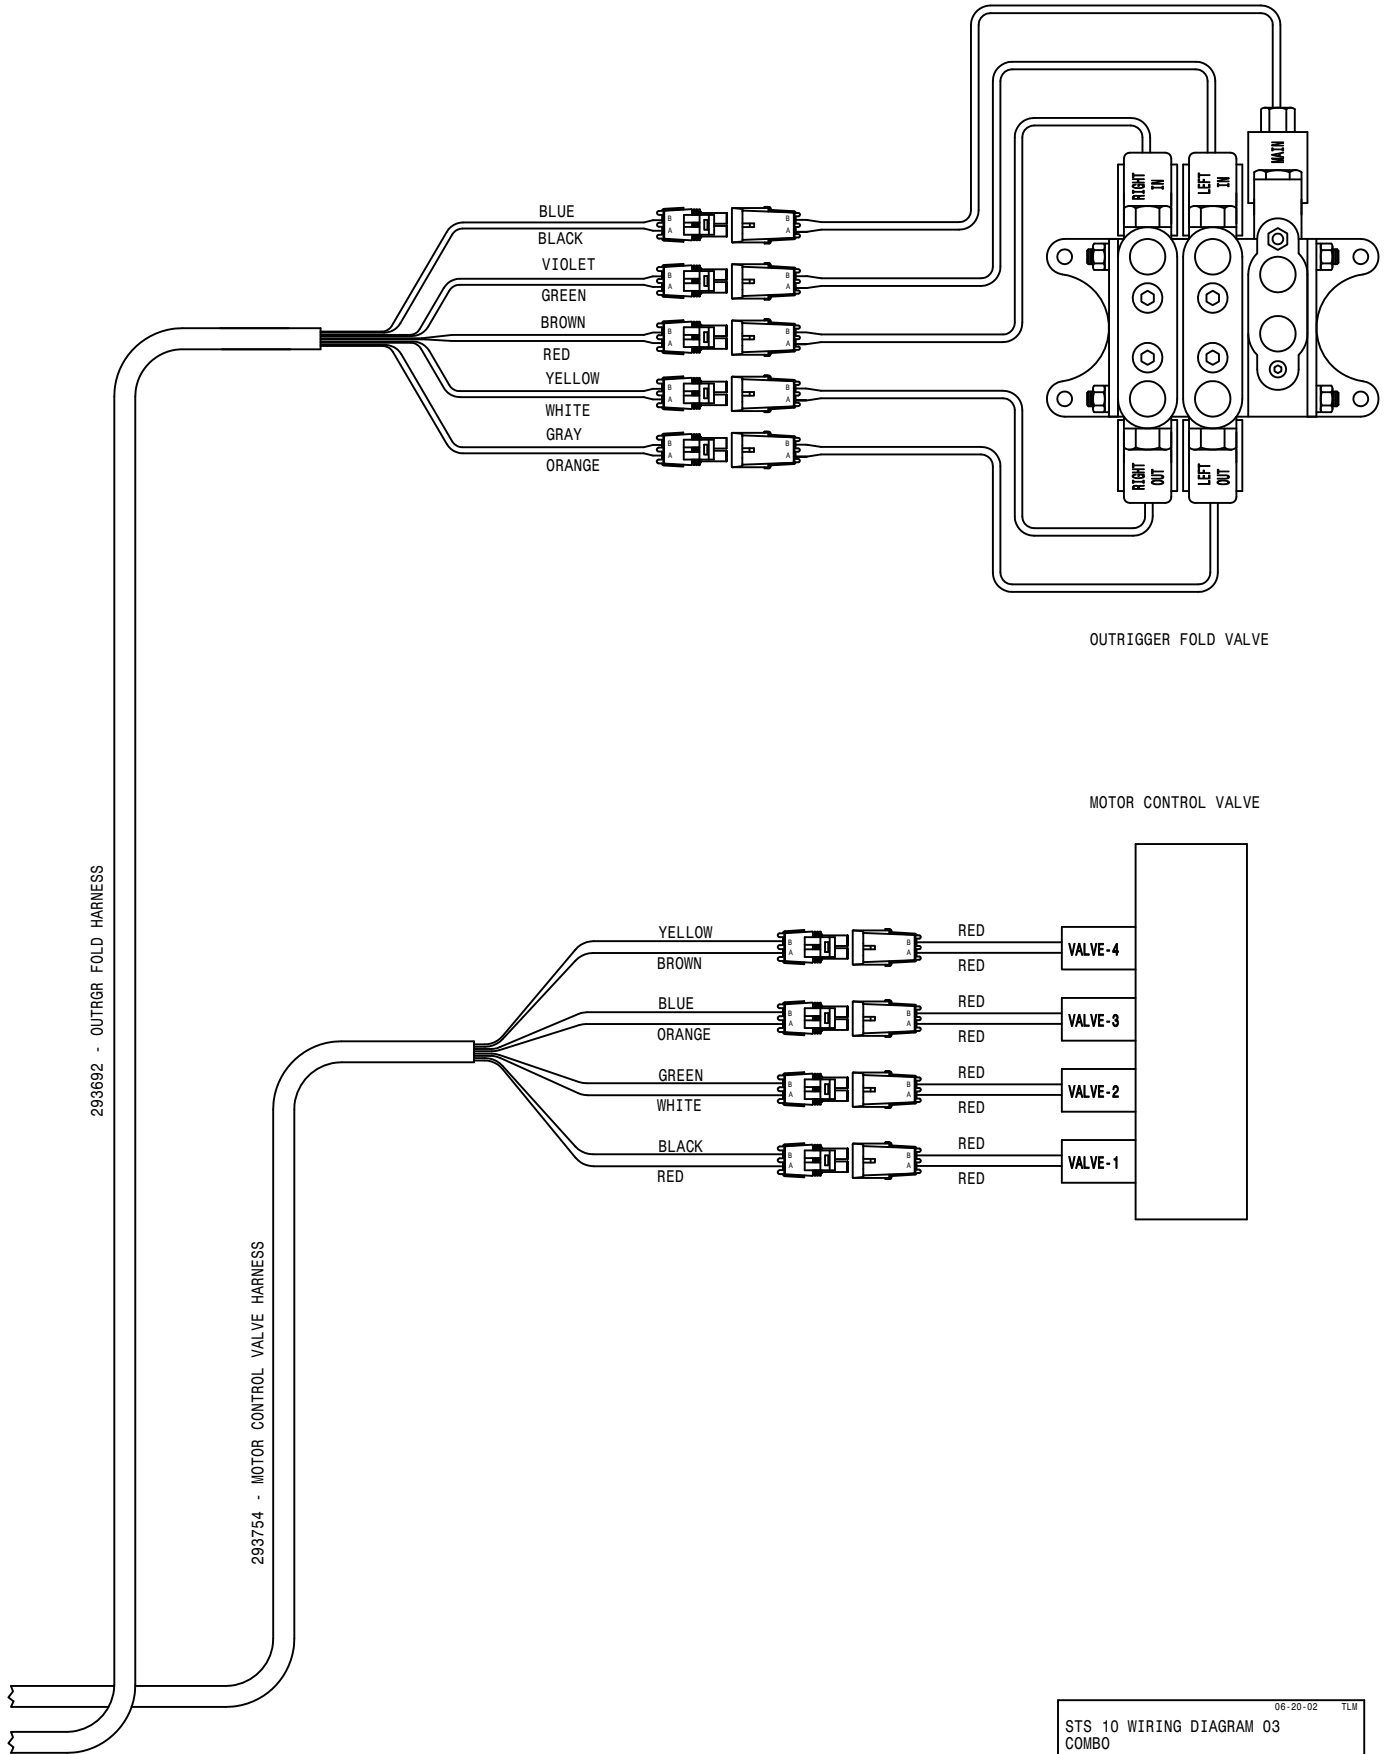 MAIN
RIGHT
IN
LEFT
IN
BLUE
B
A
B
A
BLACK
VIOLET
B
A
B
A
GREEN
BROWN
B
A
B
A
RED
YELLOW
B
A
B
A
WHITE
GRAY
B
A
B
A
ORANGE
RIGHT
OUT
LEFT
OUT
OUTRIGGER FOLD VALVE
MOTOR CONTROL VALVE
293692 - OUTRGR FOLD HARNESS
YELLOW
B
A
B
A
RED
BROWN
RED
VALVE-4
BLUE
B
A
B
A
RED
ORANGE
RED
VALVE-3
GREEN
B
A
B
A
RED
WHITE
RED
VALVE-2
BLACK
B
A
B
A
RED
RED
RED
VALVE-1
293754 - MOTOR CONTROL VALVE HARNESS
06-20-02 TLM
STS 10 WIRING DIAGRAM 03
COMBO